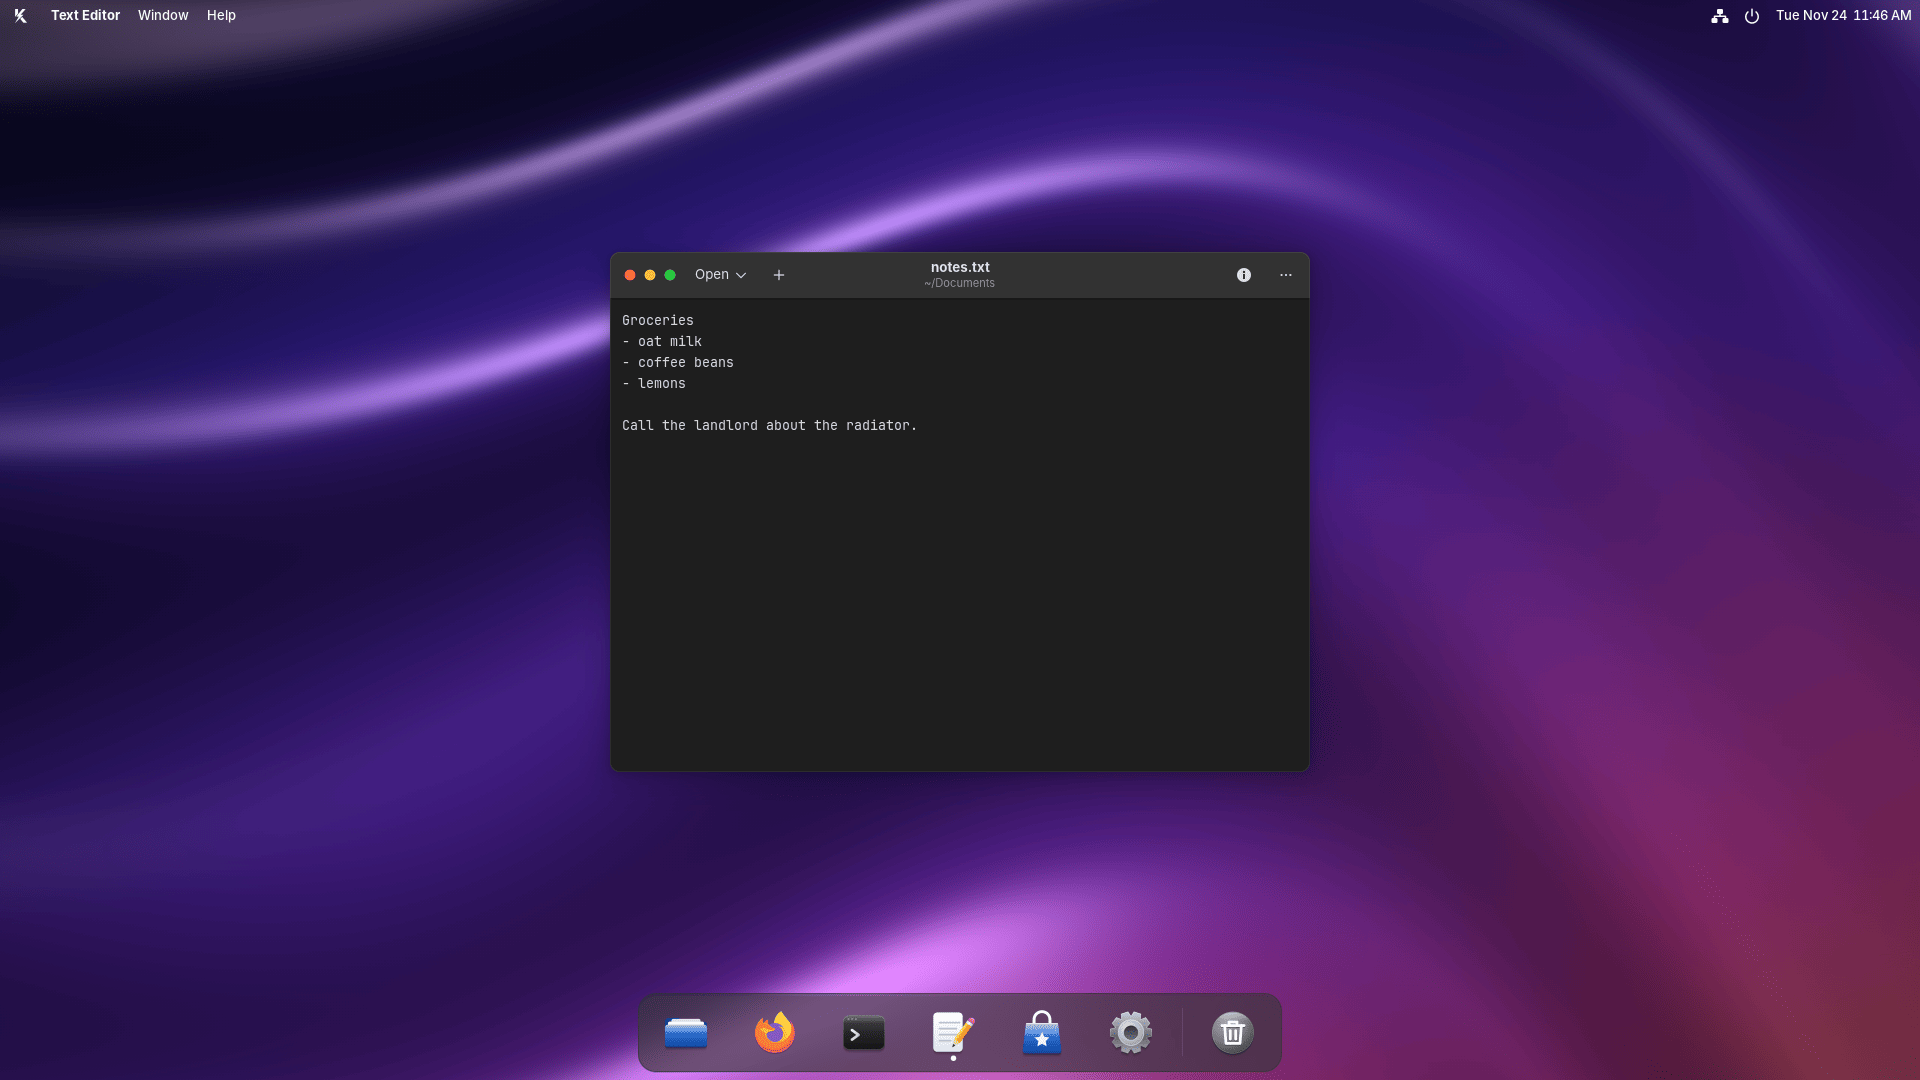 Text Editor Window Help Tue Nov 24 11:46 AM
Open notes.txt
~/Documents
Groceries
- oat milk
- coffee beans
- lemons
Call the landlord about the radiator.